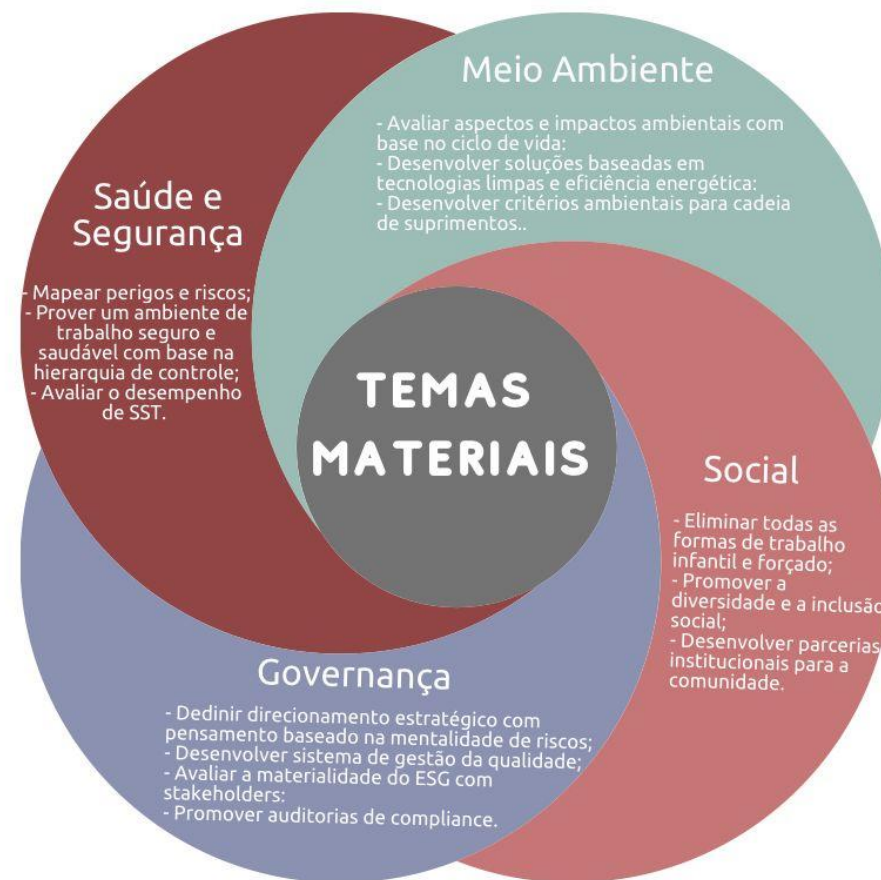 Meio Ambiente
- Avaliar aspectos e impactos ambientais com
base no ciclo de vida:
- Desenvolver soluções baseadas em
tecnologias limpas e eficiência energética:
- Desenvolver critérios ambientais para cadeia
de suprimentos..
Saúde e
Segurança
- Mapear perigos e riscos;
- Prover um ambiente de
trabalho seguro e
saudável com base na
hierarquia de controle;
- Avaliar o desempenho
de SST.
TEMAS
MATERIAIS
Social
- Eliminar todas as
formas de trabalho
infantil e forçado;
- Promover a
diversidade e a inclusão
social;
- Desenvolver parcerias
institucionais para a
comunidade.
Governança
- Dedinir direcionamento estratégico com
pensamento baseado na mentalidade de riscos;
- Desenvolver sistema de gestão da qualidade;
- Avaliar a materialidade do ESG com
stakeholders:
- Promover auditorias de compliance.